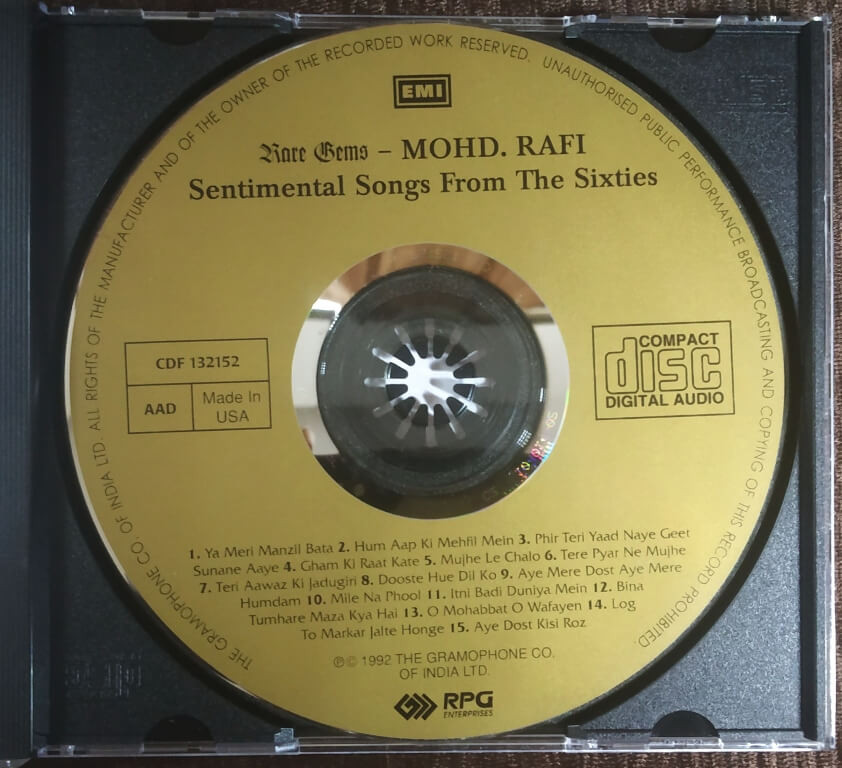 THE GRAMOPHONE CO. OF INDIA LTD. ALL RIGHTS OF THE MANUFACTURER AND OF THE OWNER OF THE RECORDED WORK RESERVED. UNAUTHORISED PUBLIC PERFORMANCE BROADCASTING AND COPYING OF THIS RECORD PROHIBITED.
EMI
Rare Gems – MOHD. RAFI
Sentimental Songs From The Sixties
CDF 132152
AAD
Made In
USA
COMPACT
disc
DIGITAL AUDIO
1. Ya Meri Manzil Bata 2. Hum Aap Ki Mehfil Mein 3. Phir Teri Yaad Naye Geet
Sunane Aaye 4. Gham Ki Raat Kate 5. Mujhe Le Chalo 6. Tere Pyar Ne Mujhe
7. Teri Aawaz Ki Jadugiri 8. Dooste Hue Dil Ko 9. Aye Mere Dost Aye Mere
Humdam 10. Mile Na Phool 11. Itni Badi Duniya Mein 12. Bina
Tumhare Maza Kya Hai 13. O Mohabbat O Wafayen 14. Log
To Markar Jalte Honge 15. Aye Dost Kisi Roz
℗© 1992 THE GRAMOPHONE CO.
OF INDIA LTD.
RPG
ENTERPRISES